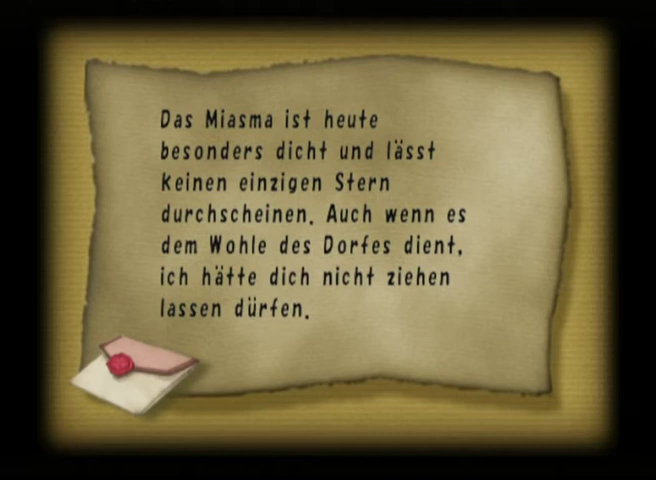 Das Miasma ist heute
besonders dicht und lässt
keinen einzigen Stern
durchscheinen. Auch wenn es
dem Wohle des Dorfes dient,
ich hätte dich nicht ziehen
lassen dürfen.